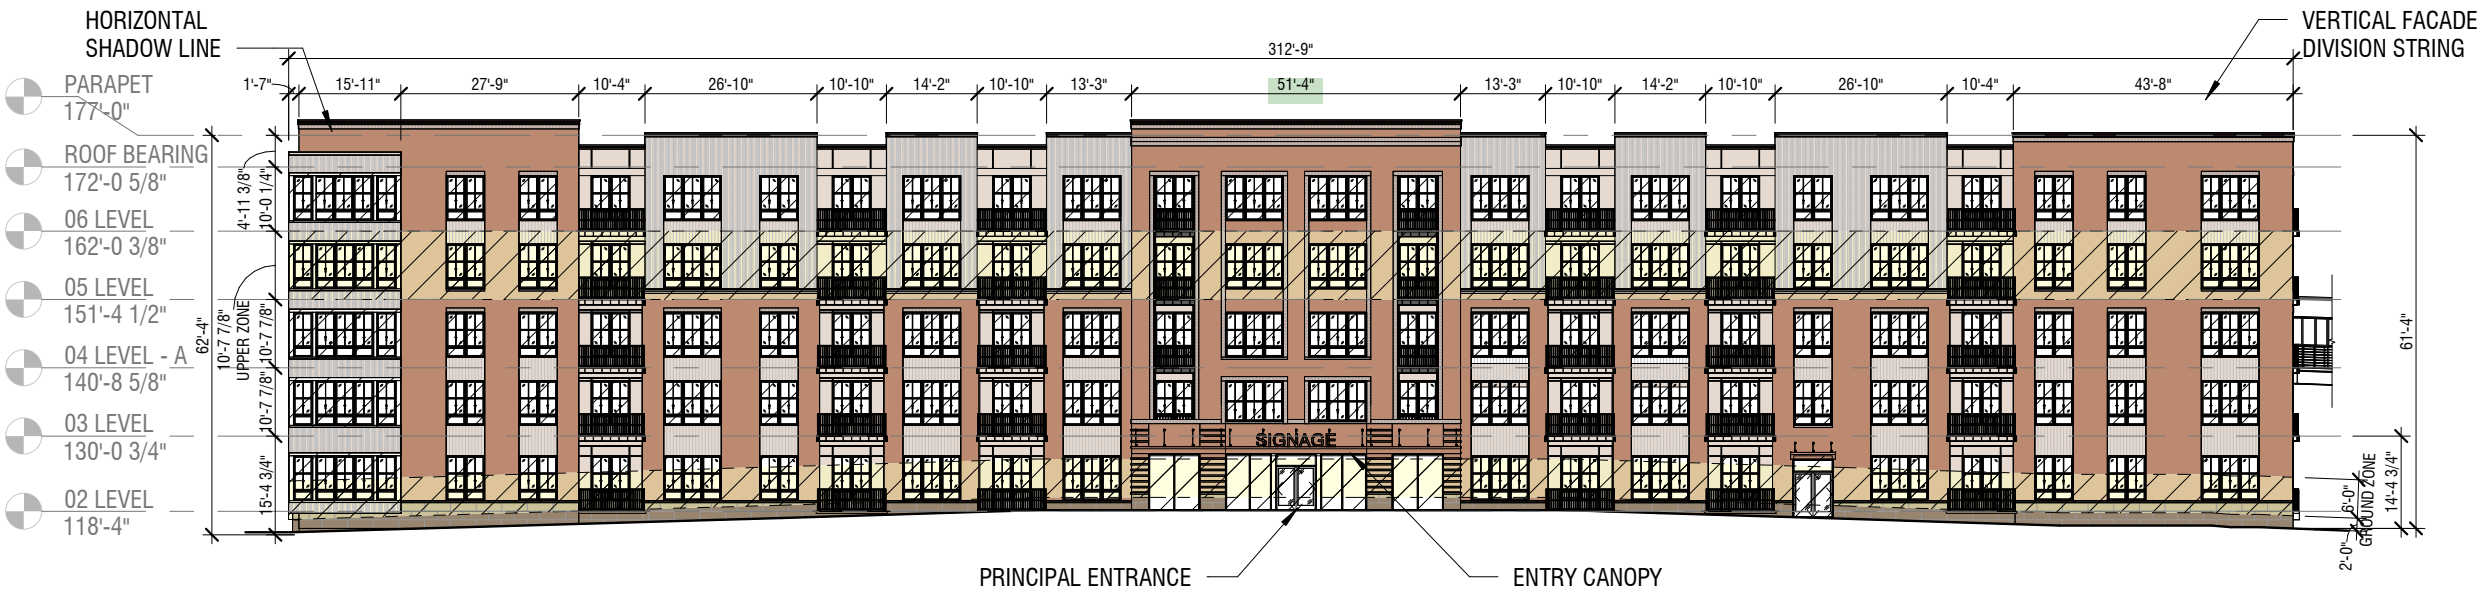 HORIZONTAL
SHADOW LINE
VERTICAL FACADE
DIVISION STRING
312'-9"
1'-7"
15'-11"
27'-9"
10'-4"
26'-10"
10'-10"
14'-2"
10'-10"
13'-3"
51'-4"
13'-3"
10'-10"
14'-2"
10'-10"
26'-10"
10'-4"
43'-8"
PARAPET
177'-0"
ROOF BEARING
172'-0 5/8"
06 LEVEL
162'-0 3/8"
05 LEVEL
151'-4 1/2"
04 LEVEL - A
140'-8 5/8"
03 LEVEL
130'-0 3/4"
02 LEVEL
118'-4"
62'-4"
4'-11 3/8"
10'-0 1/4"
10'-7 7/8"
UPPER ZONE
10'-7 7/8"
10'-7 7/8"
15'-4 3/4"
SIGNAGE
61'-4"
14'-4 3/4"
6'-0"
GROUND ZONE
2'-0"
PRINCIPAL ENTRANCE
ENTRY CANOPY